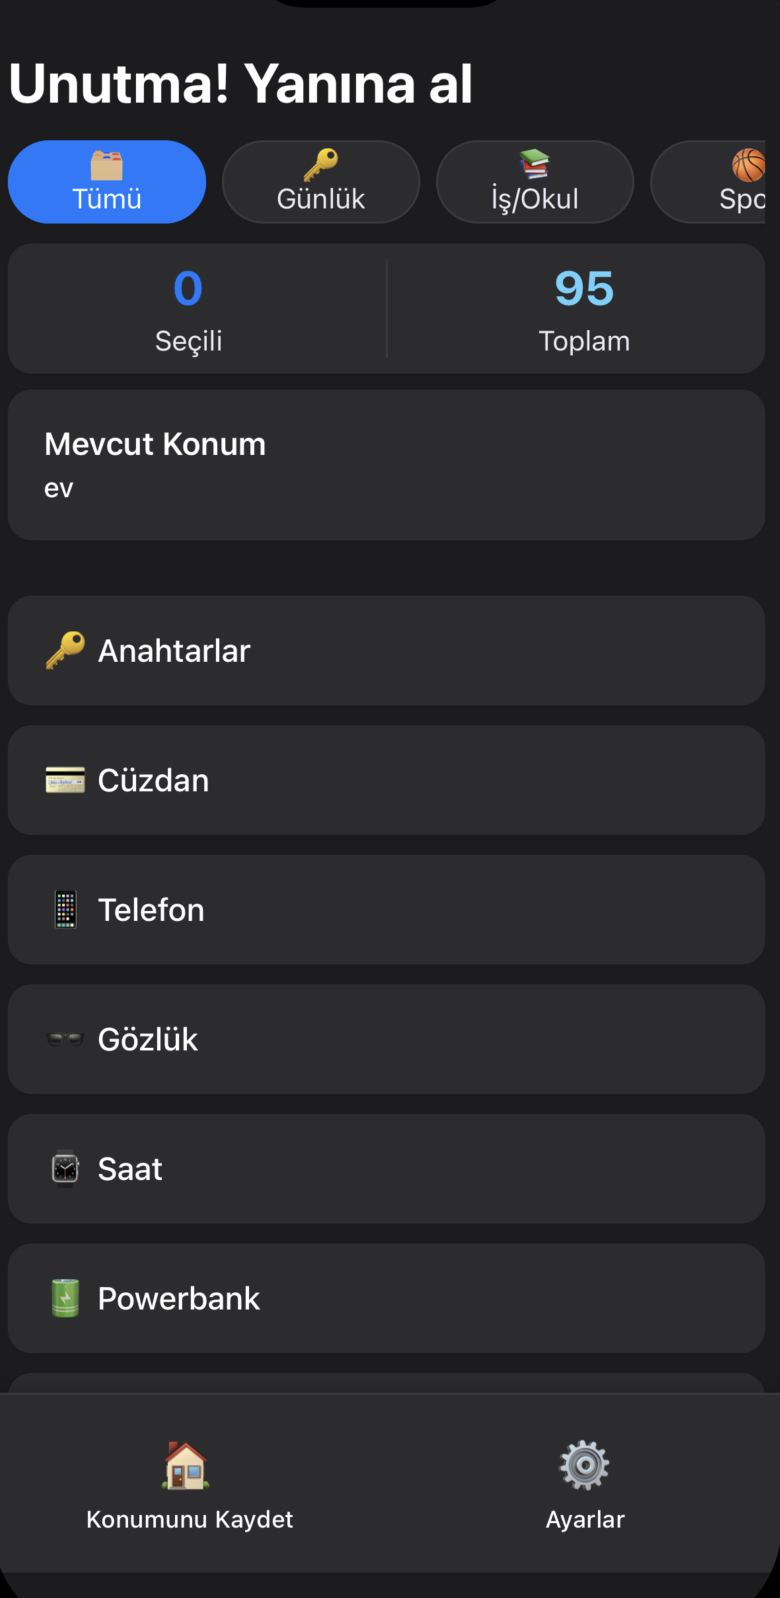 Unutma! Yanına al
Tümü
Günlük
İş/Okul
Spo
0
Seçili
95
Toplam
Mevcut Konum
ev
Anahtarlar
Cüzdan
Telefon
Gözlük
Saat
Powerbank
Konumunu Kaydet
Ayarlar